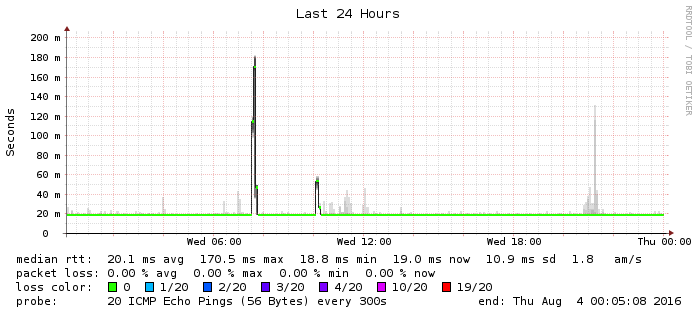 Last 24 Hours
RRDTOOL / TOBI OETIKER
Seconds
200 m
180 m
160 m
140 m
120 m
100 m
80 m
60 m
40 m
20 m
0
Wed 06:00 Wed 12:00 Wed 18:00 Thu 00:00
median rtt: 20.1 ms avg 170.5 ms max 18.8 ms min 19.0 ms now 10.9 ms sd 1.8 am/s
packet loss: 0.00 % avg 0.00 % max 0.00 % min 0.00 % now
loss color: 0 1/20 2/20 3/20 4/20 10/20 19/20
probe: 20 ICMP Echo Pings (56 Bytes) every 300s end: Thu Aug 4 00:05:08 2016